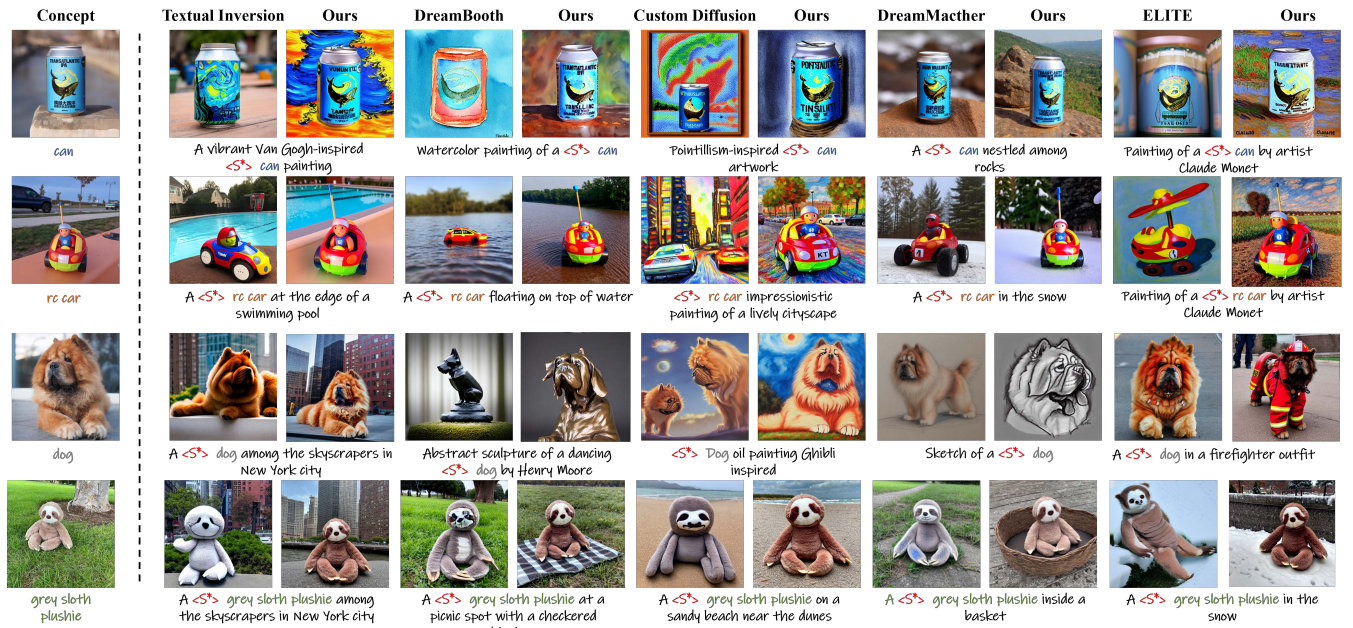 Concept Textual Inversion Ours DreamBooth Ours Custom Diffusion Ours DreamMacther Ours ELITE Ours
can
A vibrant Van Gogh-inspired
<S*> can painting
Watercolor painting of a <S*> can
Pointillism-inspired <S*> can
artwork
A <S*> can nestled among
rocks
Painting of a <S*> can by artist
Claude Monet
rc car
A <S*> rc car at the edge of a
swimming pool
A <S*> rc car floating on top of water
<S*> rc car impressionistic
painting of a lively cityscape
A <S*> rc car in the snow
Painting of a <S*> rc car by artist
Claude Monet
dog
A <S*> dog among the skyscrapers in
New York city
Abstract sculpture of a dancing
<S*> dog by Henry Moore
<S*> Dog oil painting Ghibli
inspired
Sketch of a <S*> dog
A <S*> dog in a firefighter outfit
grey sloth
plushie
A <S*> grey sloth plushie among
the skyscrapers in New York city
A <S*> grey sloth plushie at a
picnic spot with a checkered
A <S*> grey sloth plushie on a
sandy beach near the dunes
A <S*> grey sloth plushie inside a
basket
A <S*> grey sloth plushie in the
snow